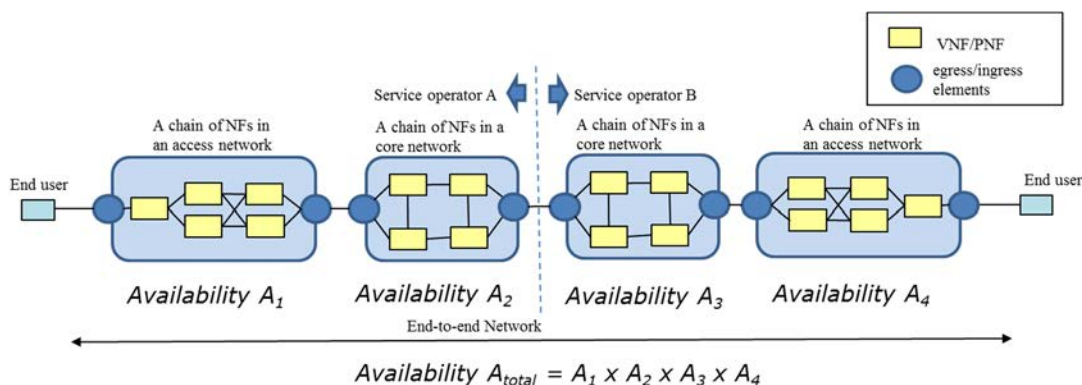 VNF/PNF
egress/ingress
elements
Service operator A
Service operator B
A chain of NFs in
an access network
A chain of NFs in a
core network
A chain of NFs in a
core network
A chain of NFs in
an access network
End user
End user
Availability A1
Availability A2
Availability A3
Availability A4
End-to-end Network
Availability Atotal = A1 x A2 x A3 x A4